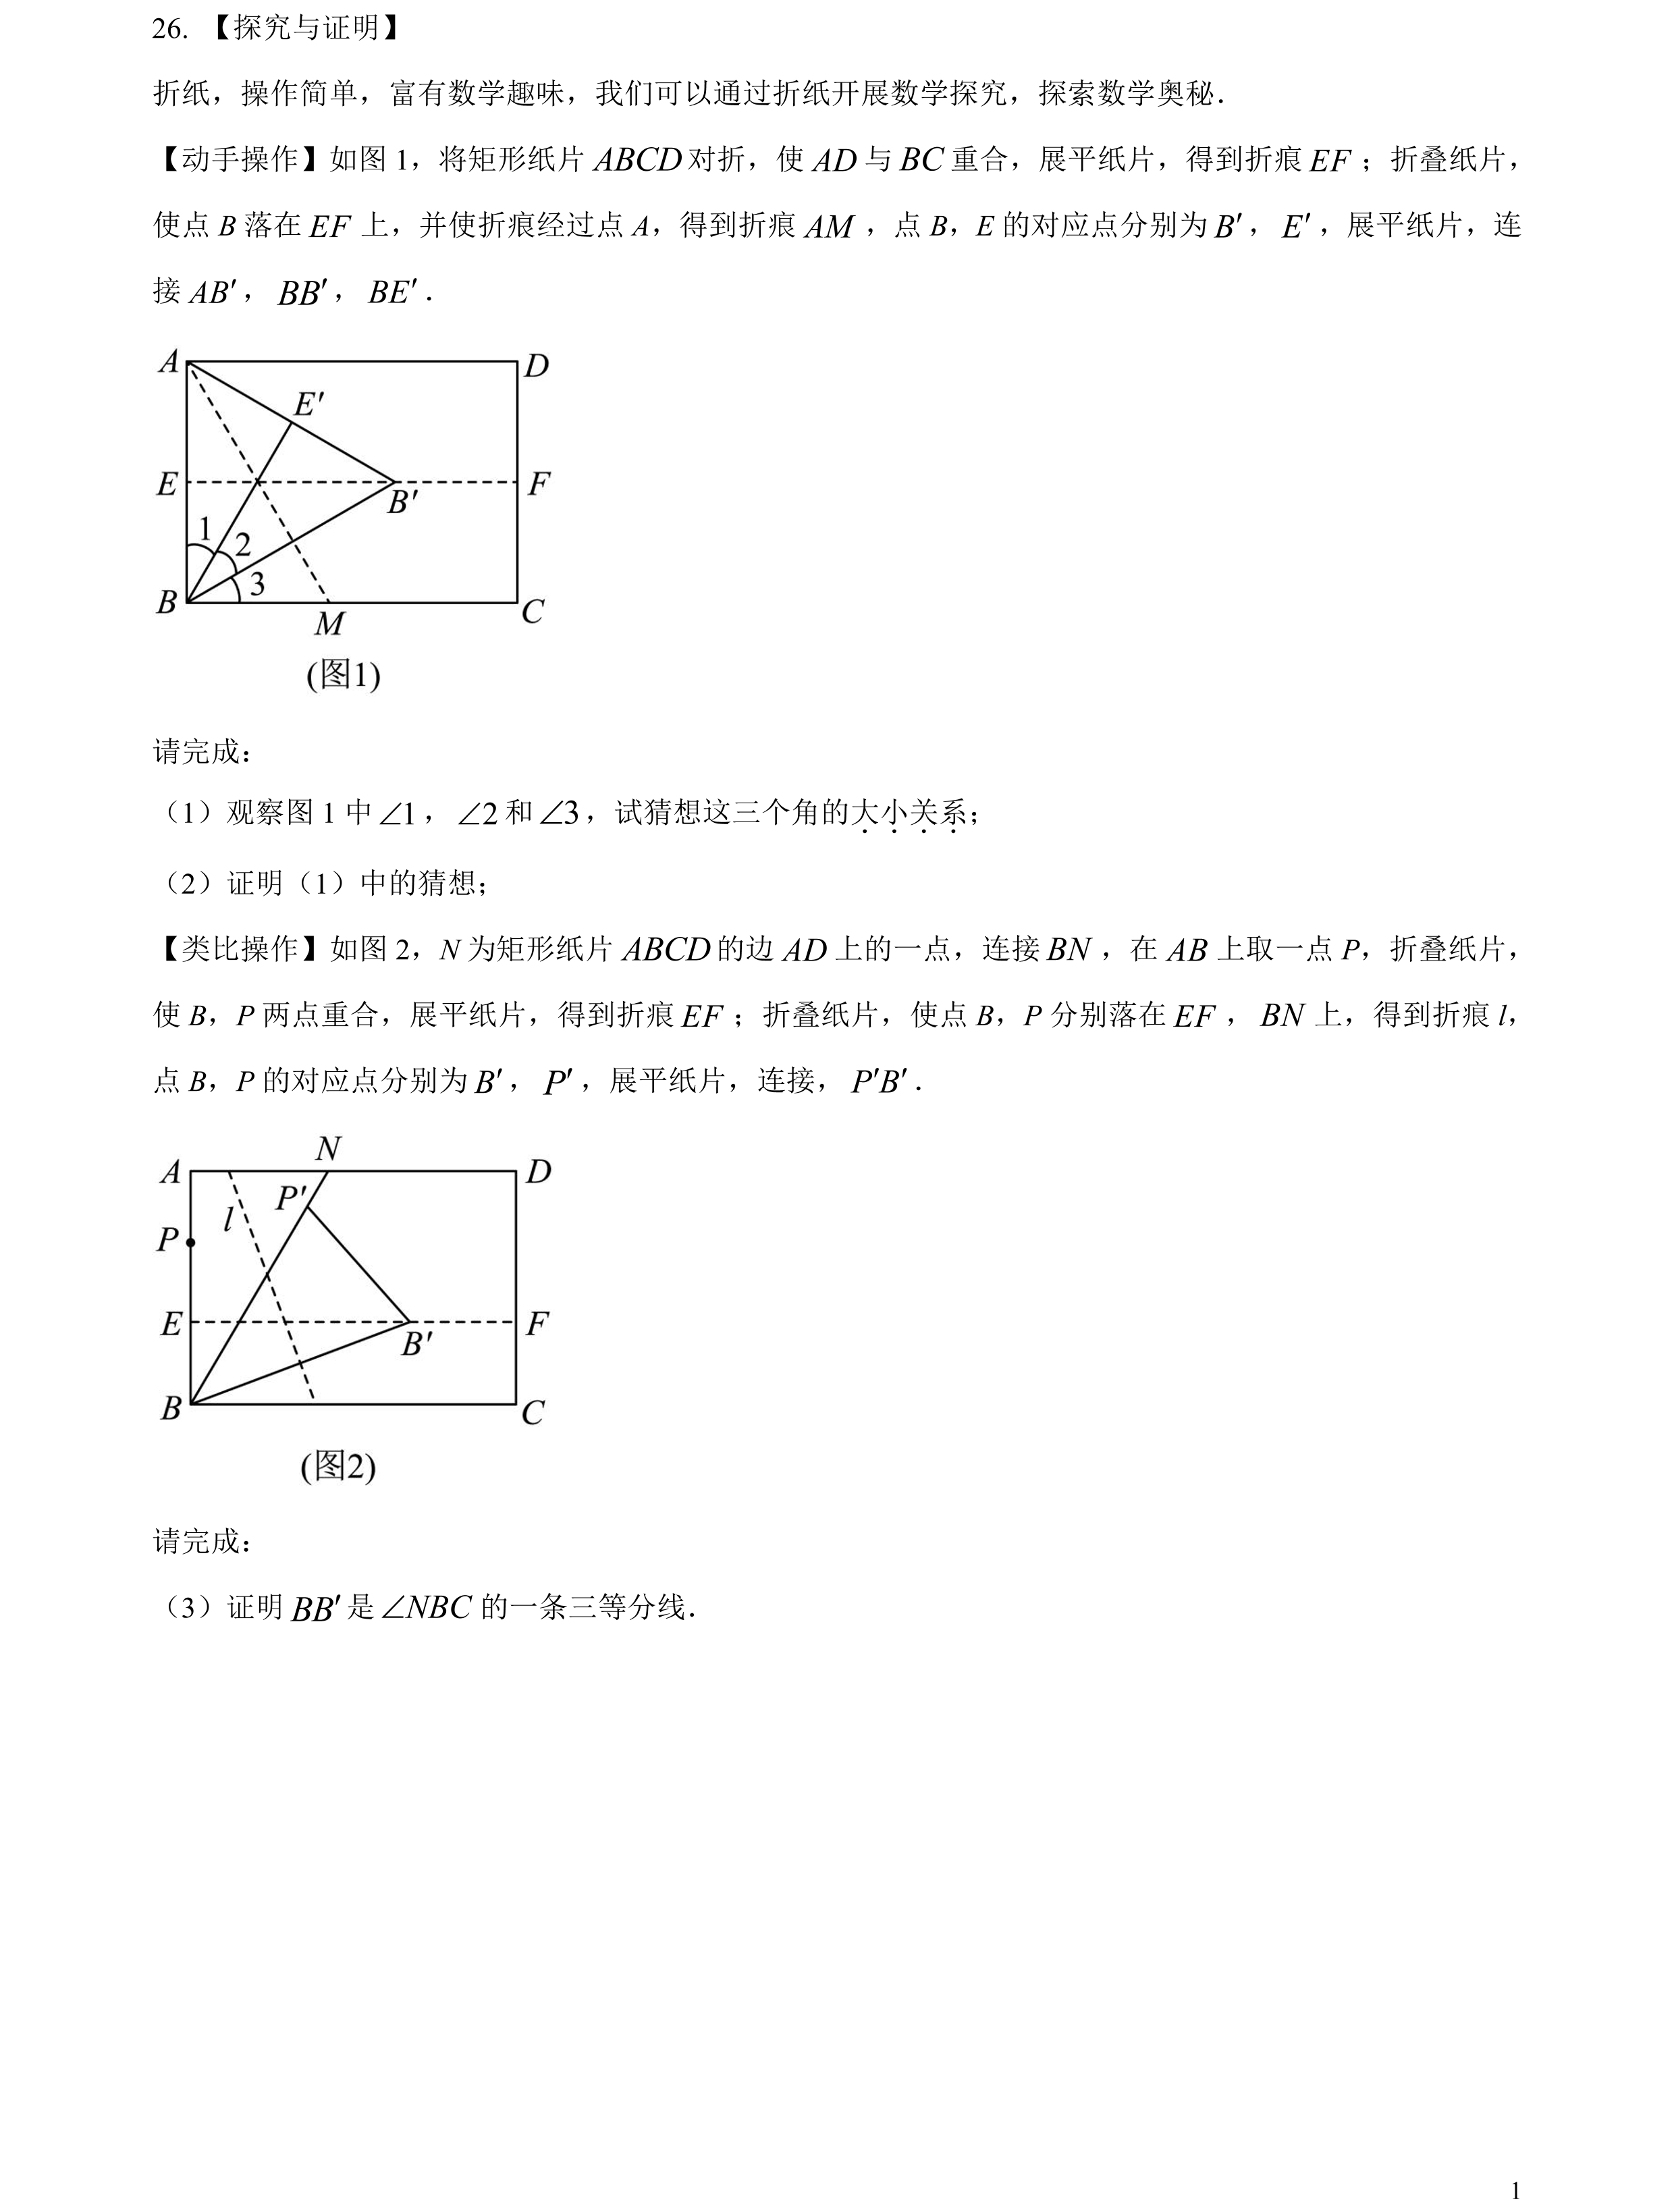 26. 【探究与证明】
折纸，操作简单，富有数学趣味，我们可以通过折纸开展数学探究，探索数学奥秘．
【动手操作】如图 1，将矩形纸片 ABCD 对折，使 AD 与 BC 重合，展平纸片，得到折痕 EF；折叠纸片，
使点 B 落在 EF 上，并使折痕经过点 A，得到折痕 AM，点 B，E 的对应点分别为 B′，E′，展平纸片，连
接 AB′，BB′，BE′．
A
D
E′
E
F
B′
1
2
3
B
C
M
(图1)
请完成：
（1）观察图 1 中∠1，∠2和∠3，试猜想这三个角的大小关系；
（2）证明（1）中的猜想；
【类比操作】如图 2，N 为矩形纸片 ABCD 的边 AD 上的一点，连接 BN，在 AB 上取一点 P，折叠纸片，
使 B，P 两点重合，展平纸片，得到折痕 EF；折叠纸片，使点 B，P 分别落在 EF，BN 上，得到折痕 l，
点 B，P 的对应点分别为 B′，P′，展平纸片，连接，P′B′．
N
A
D
P′
l
P
E
F
B′
B
C
(图2)
请完成：
（3）证明 BB′ 是∠NBC 的一条三等分线．
1